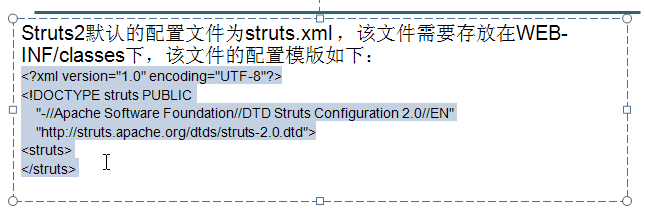 Struts2默认的配置文件为struts.xml ，该文件需要存放在WEB-
INF/classes下，该文件的配置模版如下：
<?xml version="1.0" encoding="UTF-8"?>
<!DOCTYPE struts PUBLIC
"-//Apache Software Foundation//DTD Struts Configuration 2.0//EN"
"http://struts.apache.org/dtds/struts-2.0.dtd">
<struts>
</struts>